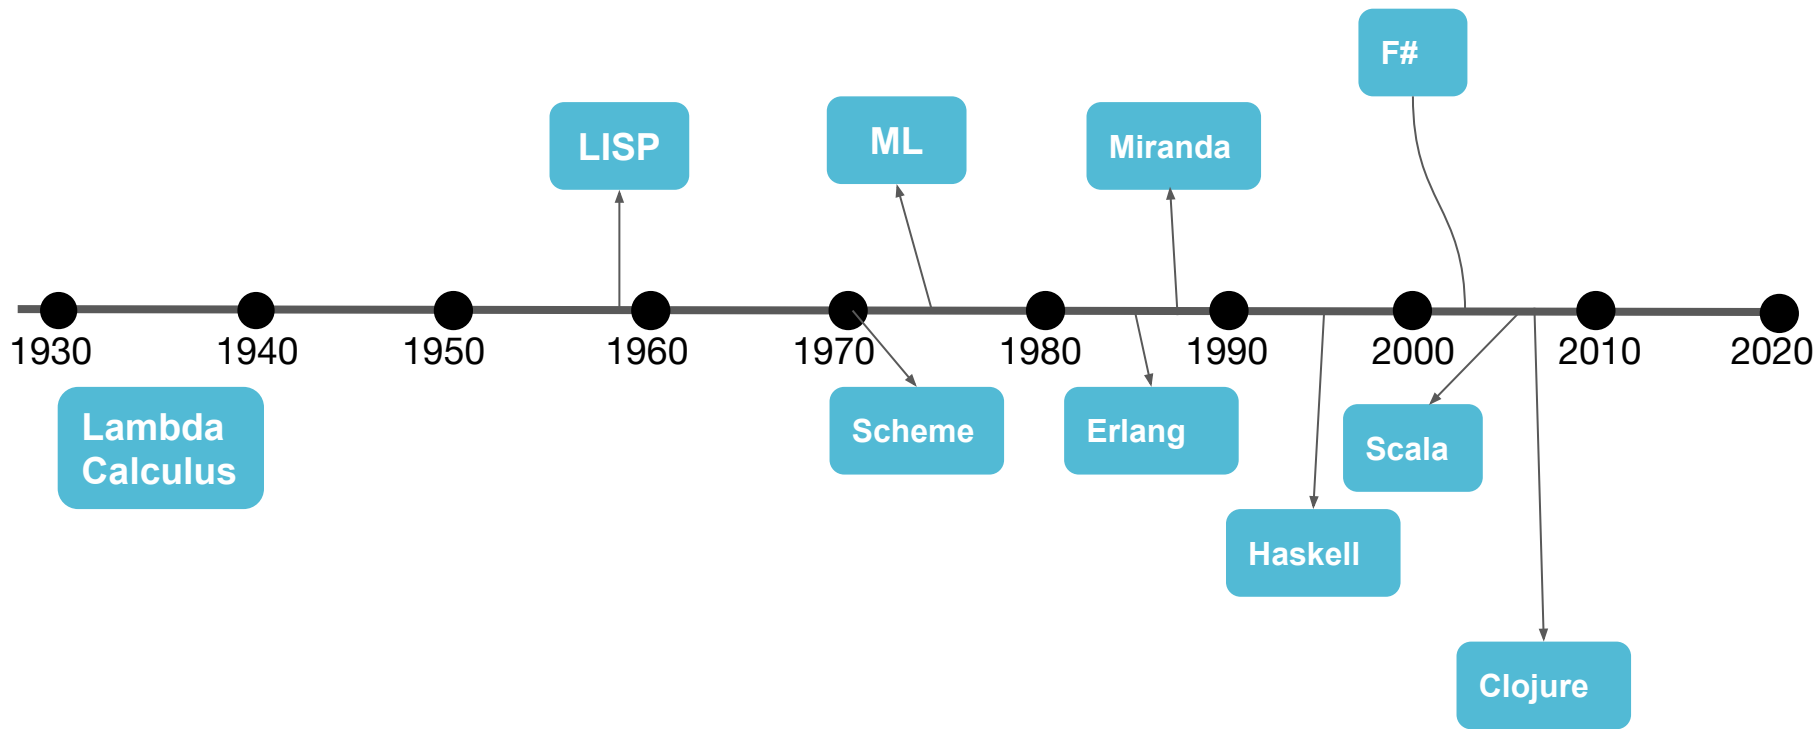 F#
LISP
ML
Miranda
1930
1940
1950
1960
1970
1980
1990
2000
2010
2020
Lambda
Calculus
Scheme
Erlang
Scala
Haskell
Clojure